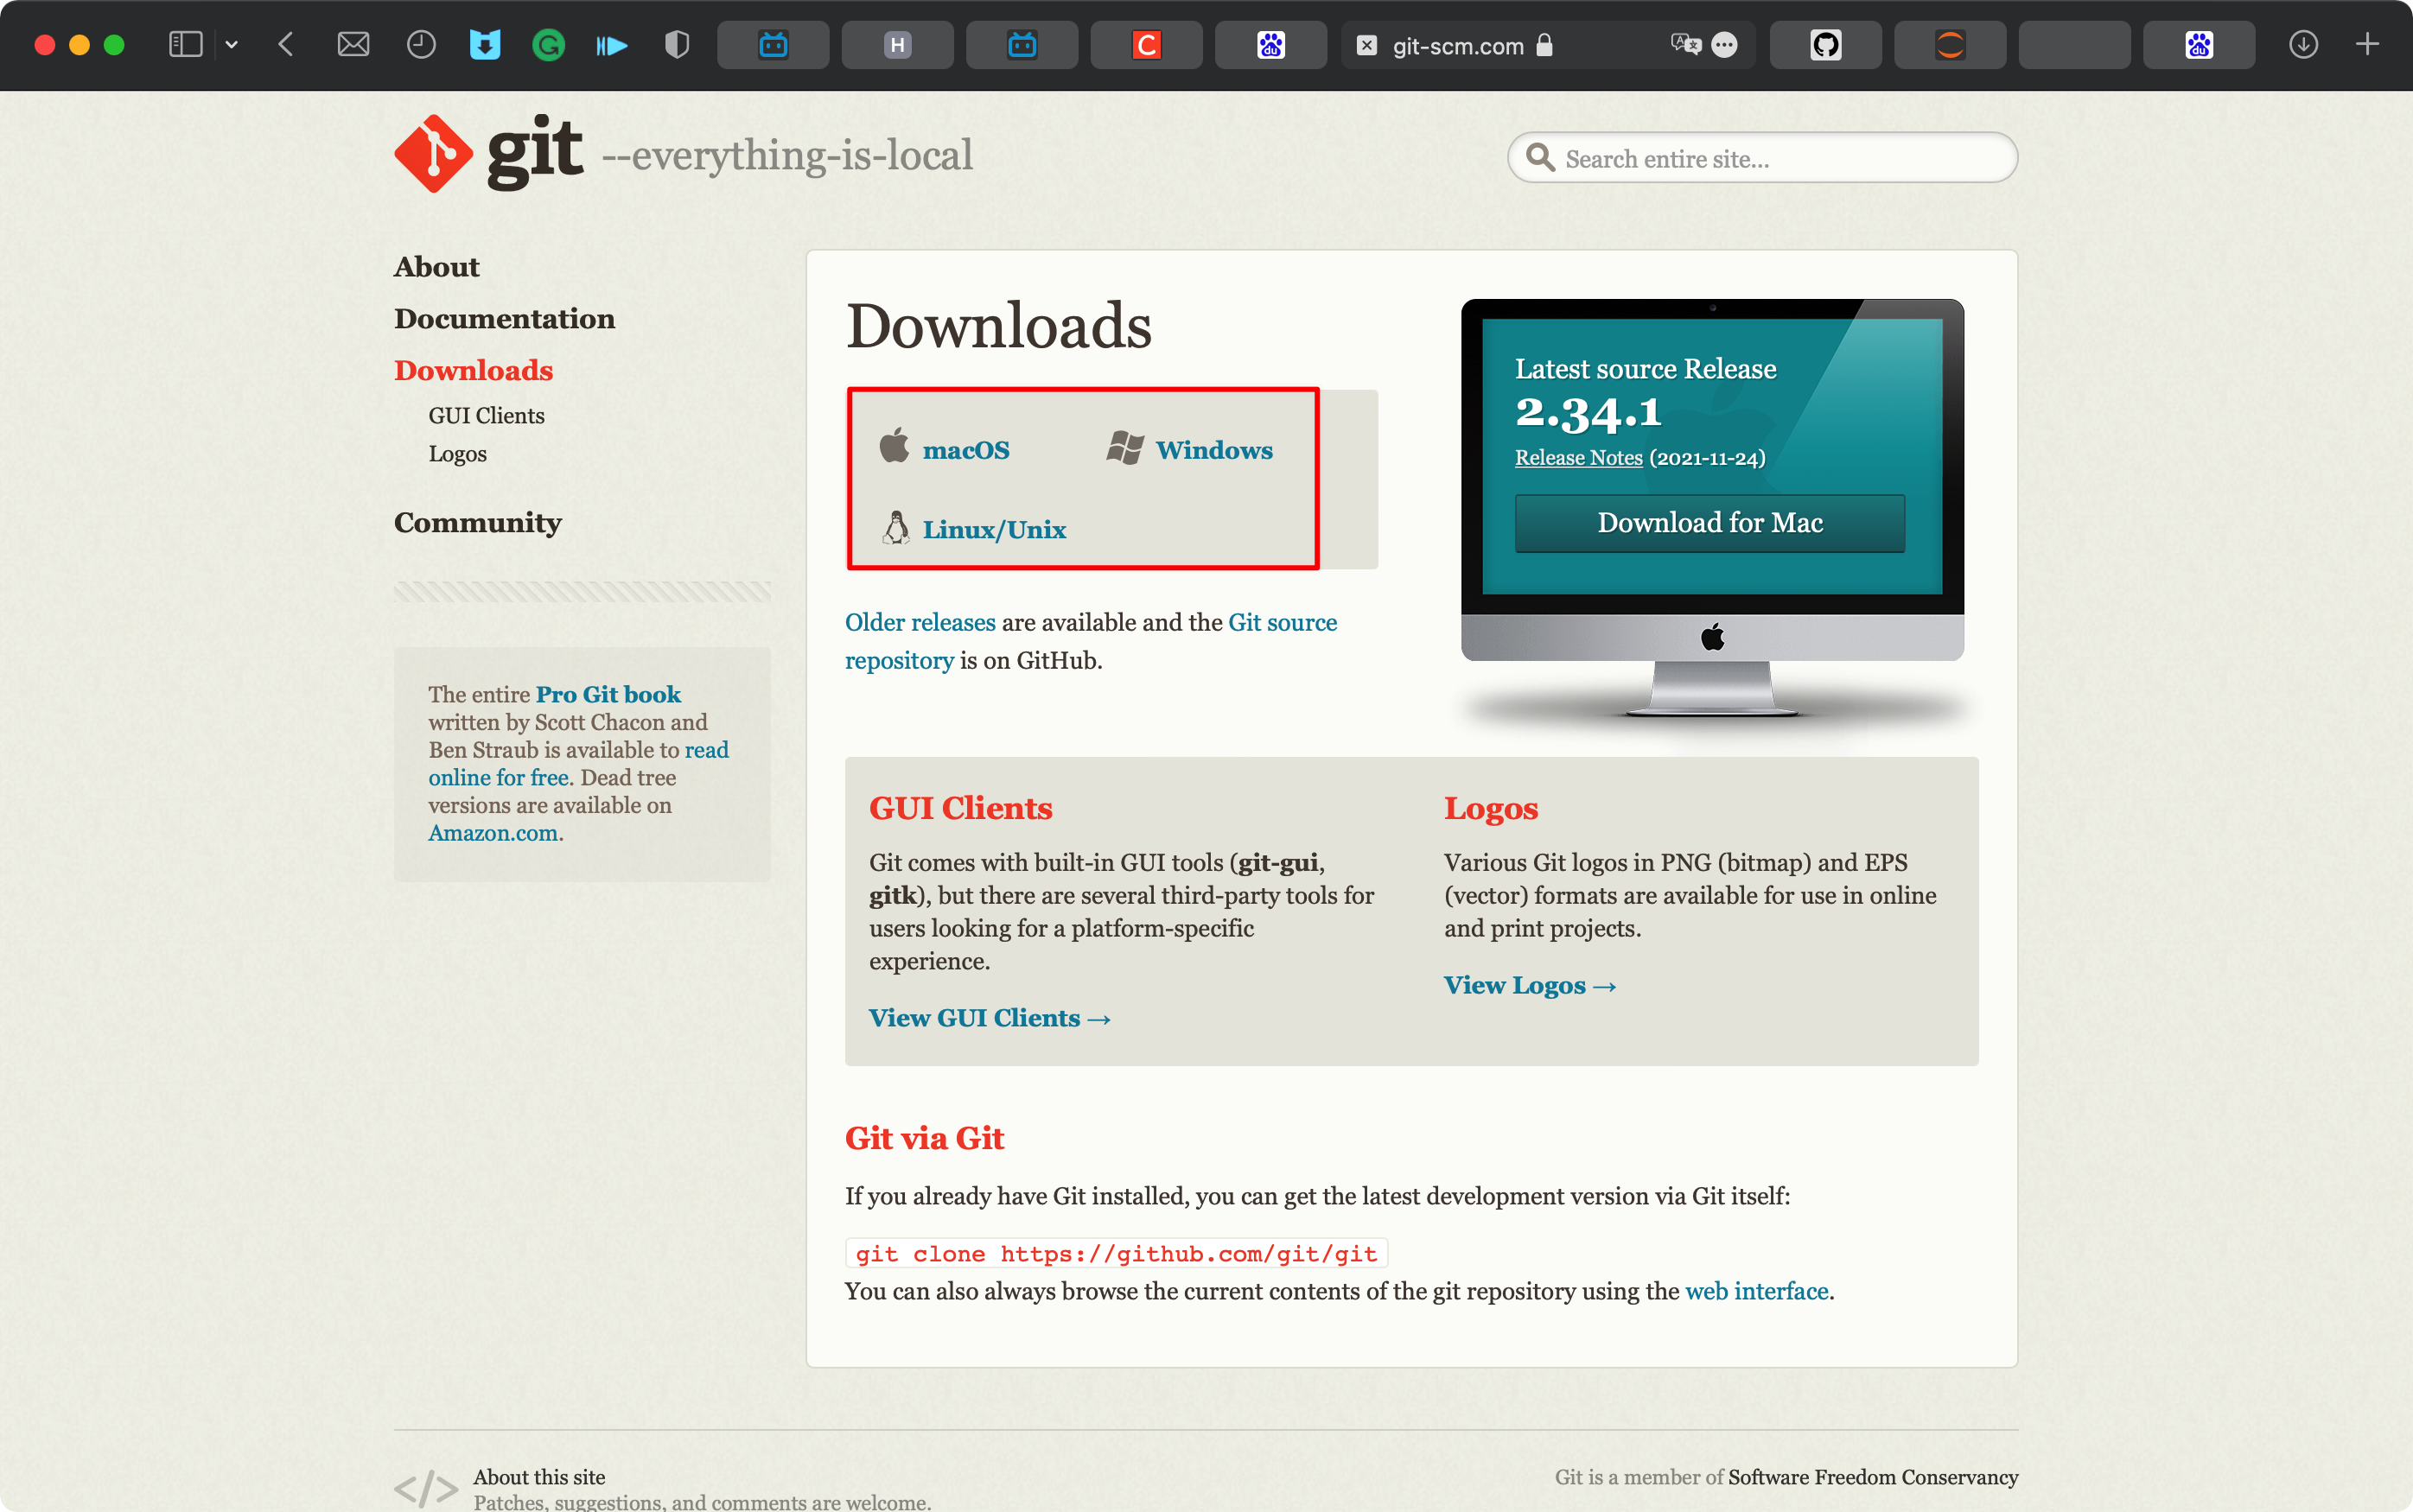 H
C
du
git-scm.com
du
git --everything-is-local
Search entire site...
About
Documentation
Downloads
GUI Clients
Logos
Community
The entire Pro Git book
written by Scott Chacon and
Ben Straub is available to read
online for free. Dead tree
versions are available on
Amazon.com.
Downloads
macOS
Windows
Linux/Unix
Older releases are available and the Git source
repository is on GitHub.
Latest source Release
2.34.1
Release Notes (2021-11-24)
Download for Mac
GUI Clients
Git comes with built-in GUI tools (git-gui,
gitk), but there are several third-party tools for
users looking for a platform-specific
experience.
View GUI Clients →
Logos
Various Git logos in PNG (bitmap) and EPS
(vector) formats are available for use in online
and print projects.
View Logos →
Git via Git
If you already have Git installed, you can get the latest development version via Git itself:
git clone https://github.com/git/git
You can also always browse the current contents of the git repository using the web interface.
</> About this site
Patches, suggestions, and comments are welcome.
Git is a member of Software Freedom Conservancy